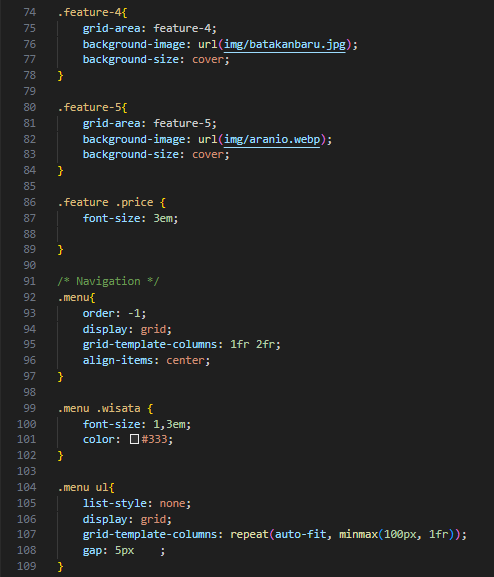 74 .feature-4{
75     grid-area: feature-4;
76     background-image: url(img/batakanbaru.jpg);
77     background-size: cover;
78 }
79
80 .feature-5{
81     grid-area: feature-5;
82     background-image: url(img/aranio.webp);
83     background-size: cover;
84 }
85
86 .feature .price {
87     font-size: 3em;
88
89 }
90
91 /* Navigation */
92 .menu{
93     order: -1;
94     display: grid;
95     grid-template-columns: 1fr 2fr;
96     align-items: center;
97 }
98
99 .menu .wisata {
100     font-size: 1,3em;
101     color: #333;
102 }
103
104 .menu ul{
105     list-style: none;
106     display: grid;
107     grid-template-columns: repeat(auto-fit, minmax(100px, 1fr));
108     gap: 5px    ;
109 }